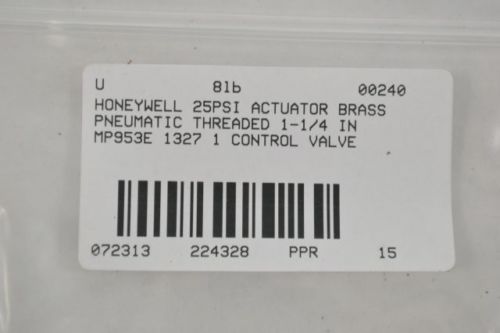 U 8lb 00240
HONEYWELL 25PSI ACTUATOR BRASS
PNEUMATIC THREADED 1-1/4 IN
MP953E 1327 1 CONTROL VALVE
072313 224328 PPR 15